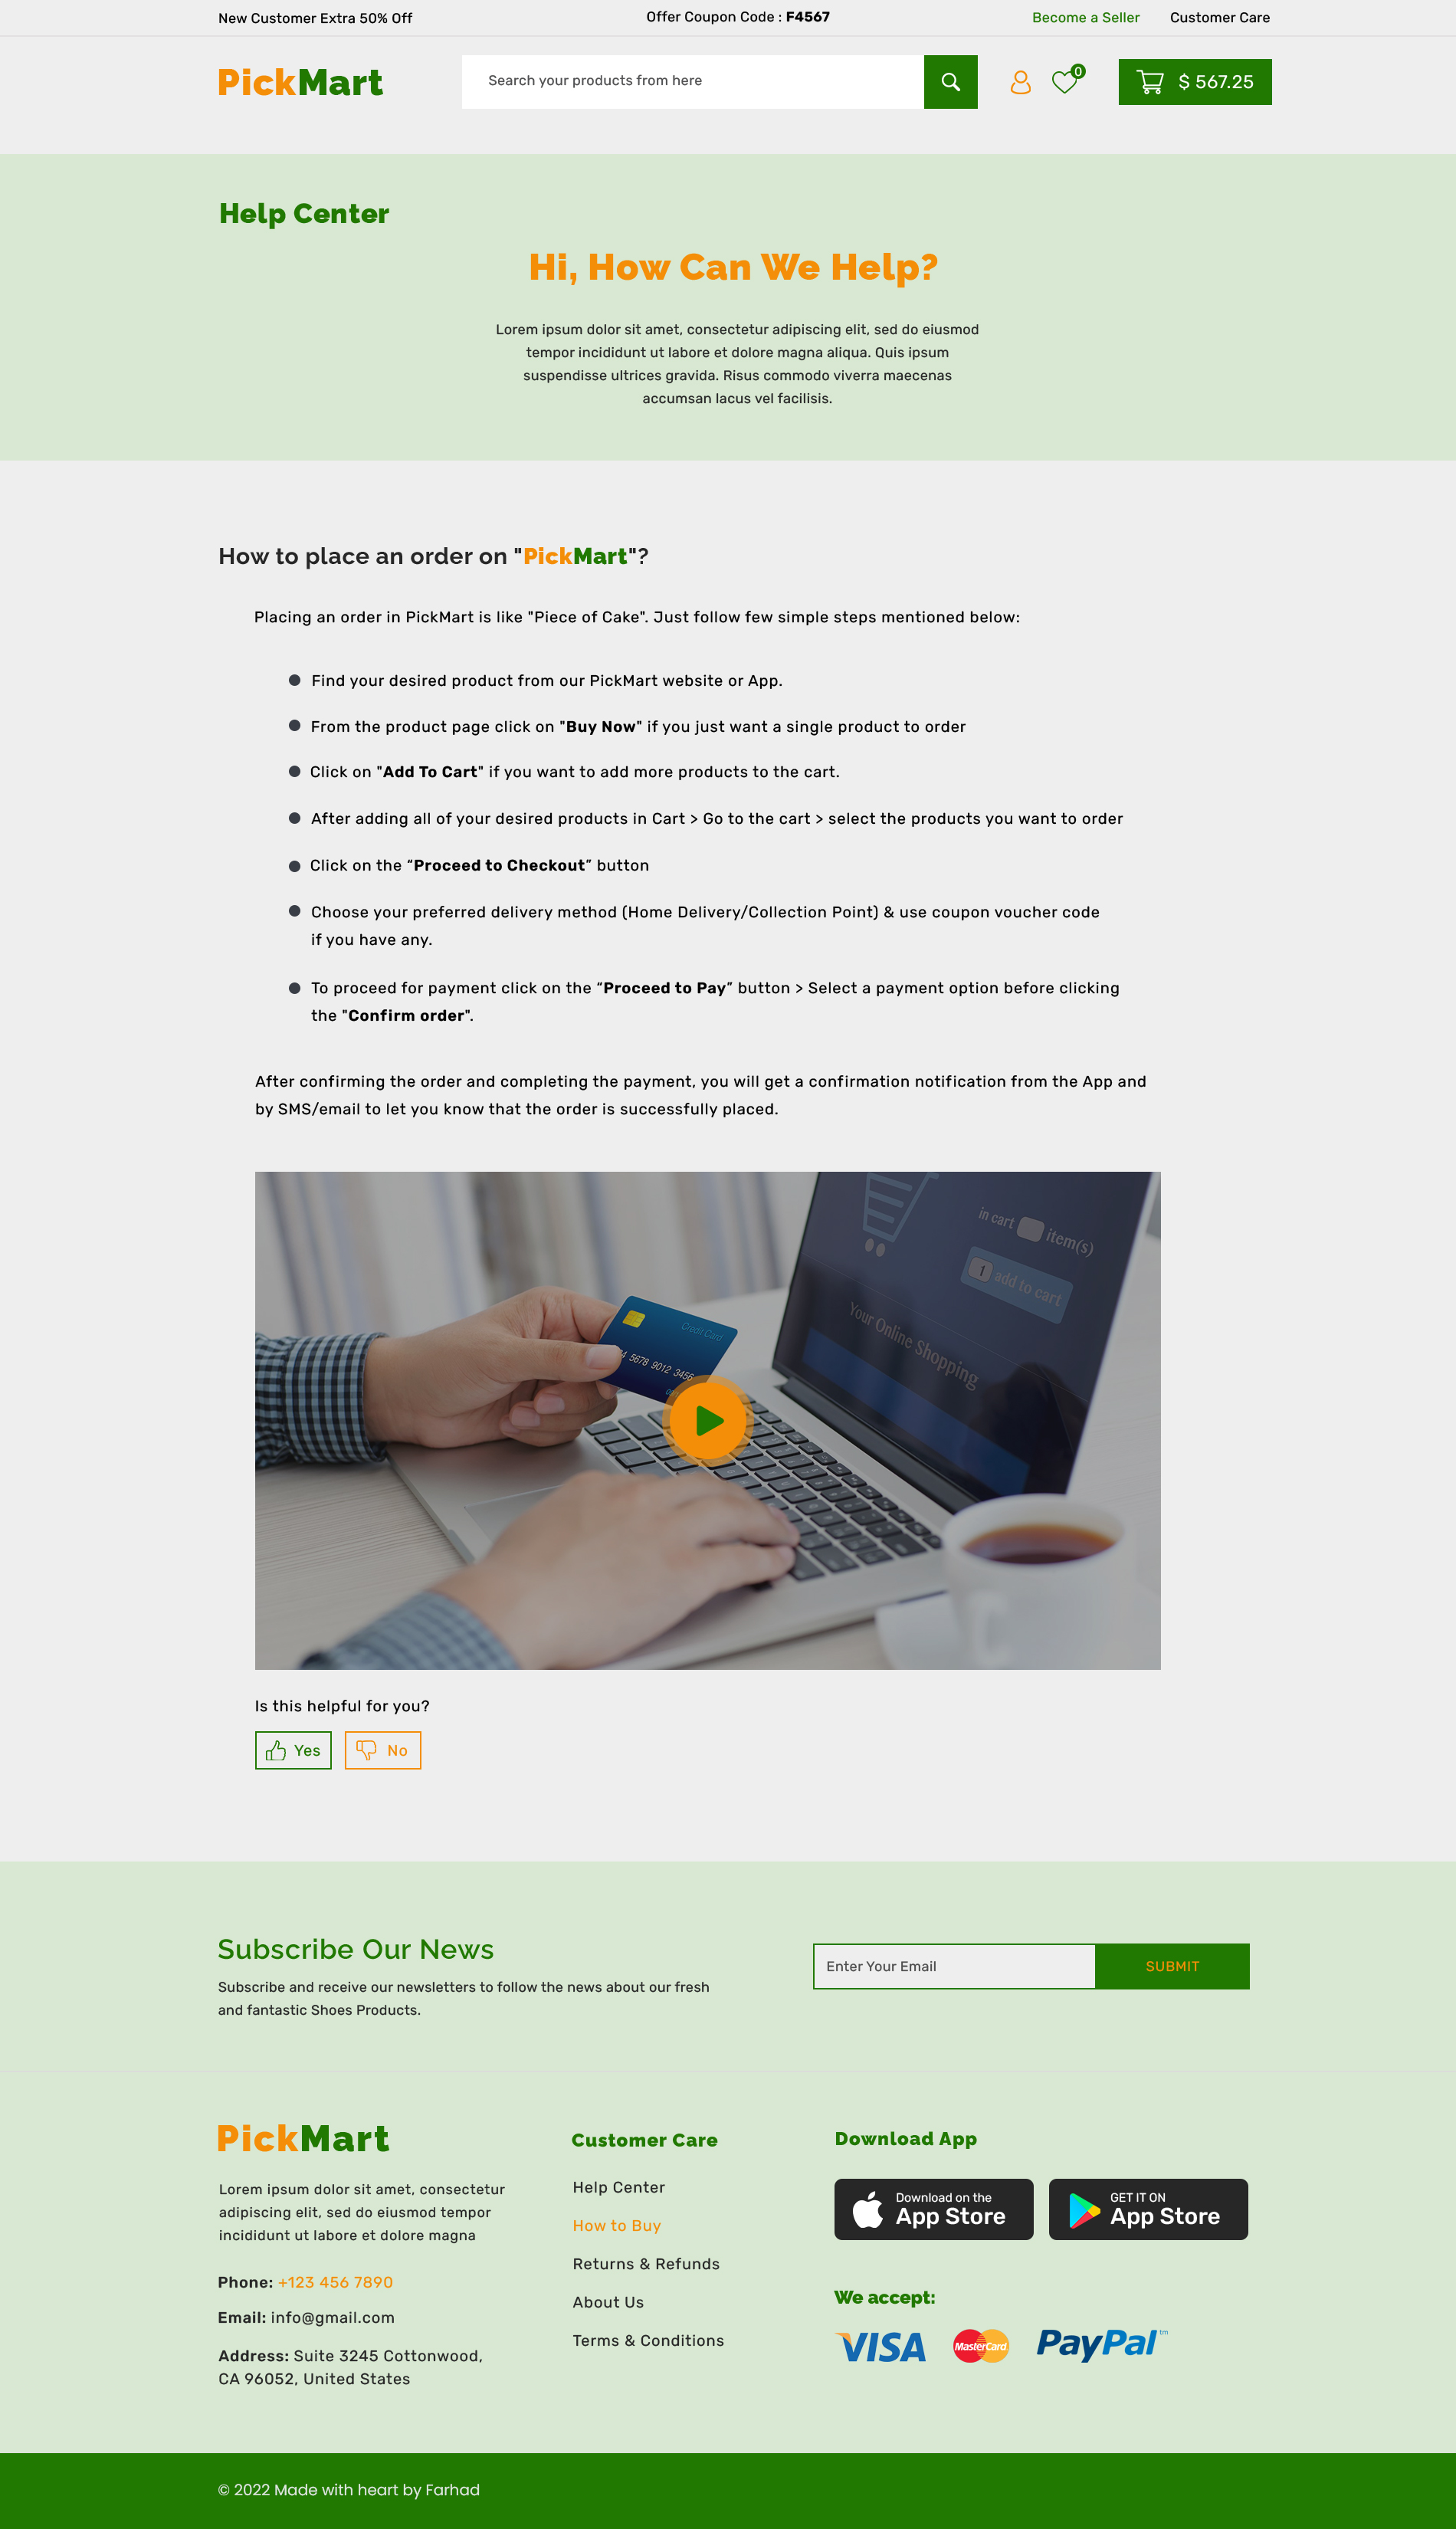 New Customer Extra 50% Off
Offer Coupon Code : F4567
Become a Seller
Customer Care
PickMart
Search your products from here
0
$ 567.25
Help Center
Hi, How Can We Help?
Lorem ipsum dolor sit amet, consectetur adipiscing elit, sed do eiusmod
tempor incididunt ut labore et dolore magna aliqua. Quis ipsum
suspendisse ultrices gravida. Risus commodo viverra maecenas
accumsan lacus vel facilisis.
How to place an order on "PickMart"?
Placing an order in PickMart is like "Piece of Cake". Just follow few simple steps mentioned below:
Find your desired product from our PickMart website or App.
From the product page click on "Buy Now" if you just want a single product to order
Click on "Add To Cart" if you want to add more products to the cart.
After adding all of your desired products in Cart > Go to the cart > select the products you want to order
Click on the “Proceed to Checkout” button
Choose your preferred delivery method (Home Delivery/Collection Point) & use coupon voucher code
if you have any.
To proceed for payment click on the “Proceed to Pay” button > Select a payment option before clicking
the "Confirm order".
After confirming the order and completing the payment, you will get a confirmation notification from the App and
by SMS/email to let you know that the order is successfully placed.
in cart item(s)
1 add to cart
Your Online Shopping
Credit Card
5678 9012 3456
Is this helpful for you?
Yes
No
Subscribe Our News
Subscribe and receive our newsletters to follow the news about our fresh
and fantastic Shoes Products.
Enter Your Email
SUBMIT
PickMart
Lorem ipsum dolor sit amet, consectetur
adipiscing elit, sed do eiusmod tempor
incididunt ut labore et dolore magna
Phone: +123 456 7890
Email: info@gmail.com
Address: Suite 3245 Cottonwood,
CA 96052, United States
Customer Care
Help Center
How to Buy
Returns & Refunds
About Us
Terms & Conditions
Download App
Download on the
App Store
GET IT ON
App Store
We accept:
VISA
MasterCard
PayPal™
© 2022 Made with heart by Farhad